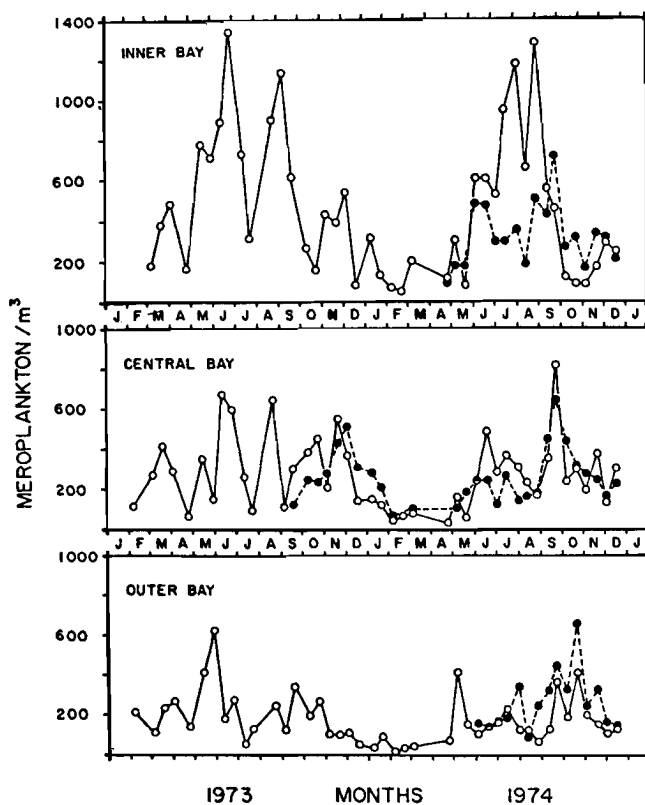 1400
INNER BAY
1000
600
200
J F M A M J J A S O N D J F M A M J J A S O N D J
1000
CENTRAL BAY
600
200
J F M A M J J A S O N D J F M A M J J A S O N D J
1000
OUTER BAY
600
200
MEROPLANKTON /m³
1973 MONTHS 1974